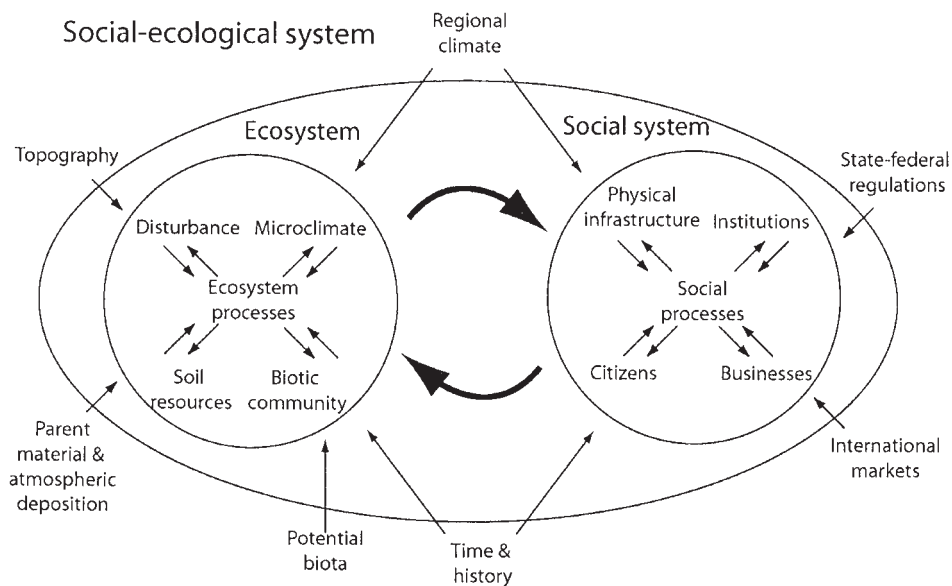 Social-ecological system
Regional
climate
Ecosystem
Social system
Topography
State-federal
regulations
Disturbance
Microclimate
Ecosystem
processes
Soil
resources
Biotic
community
Physical
infrastructure
Institutions
Social
processes
Citizens
Businesses
Parent
material &
atmospheric
deposition
Potential
biota
Time &
history
International
markets